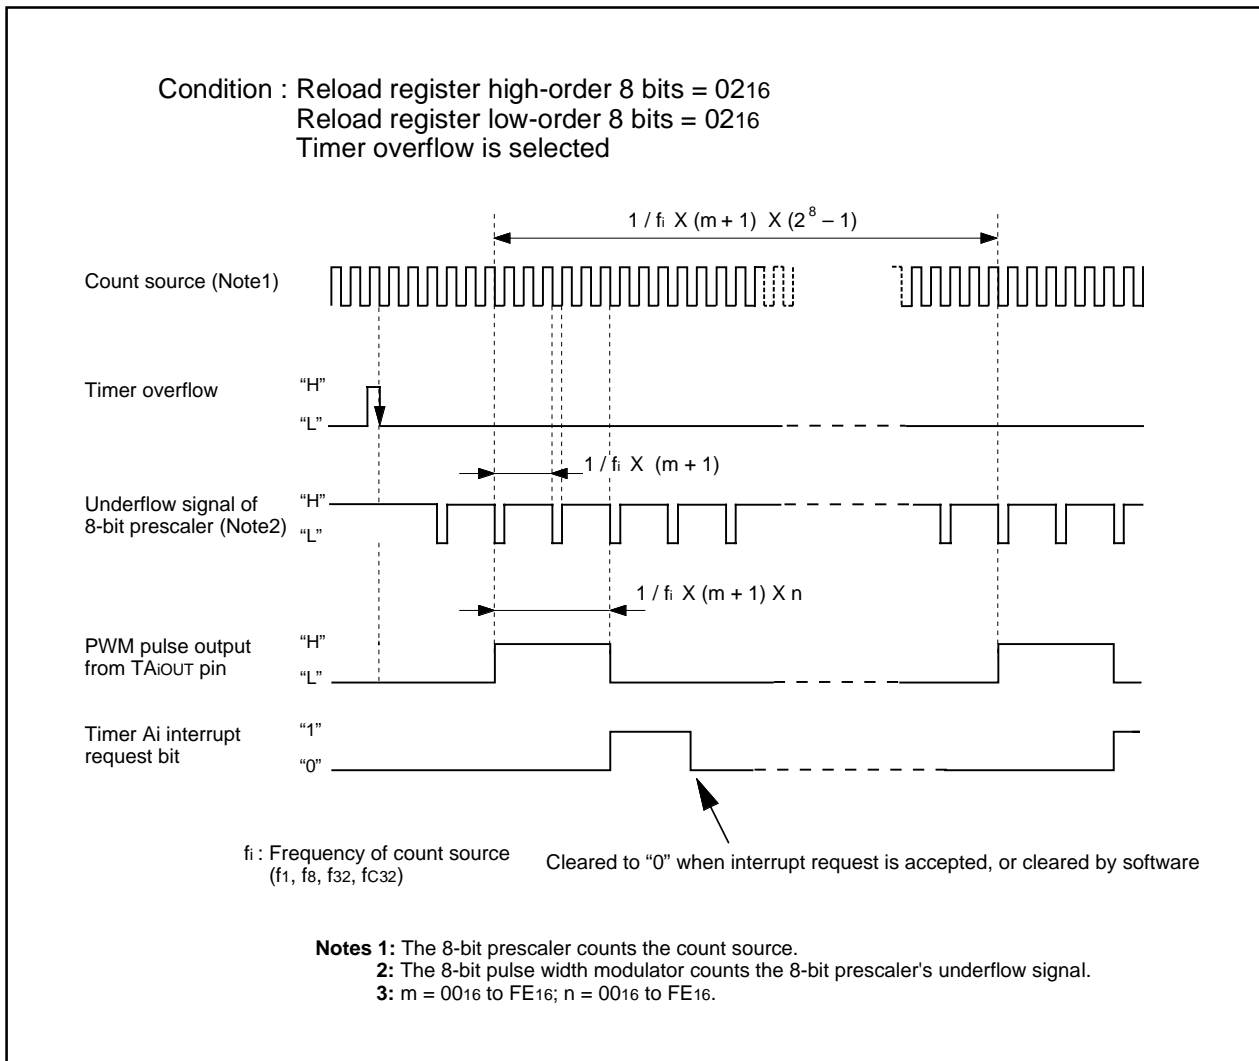 Condition : Reload register high-order 8 bits = 0216
Reload register low-order 8 bits = 0216
Timer overflow is selected
1 / fi X (m + 1) X (2 8 – 1)
Count source (Note1)
Timer overflow
“H”
“L”
1 / fi X (m + 1)
Underflow signal of
8-bit prescaler (Note2)
“H”
“L”
1 / fi X (m + 1) X n
PWM pulse output
from TAiOUT pin
“H”
“L”
Timer Ai interrupt
request bit
“1”
“0”
fi : Frequency of count source
(f1, f8, f32, fC32)
Cleared to “0” when interrupt request is accepted, or cleared by software
Notes 1: The 8-bit prescaler counts the count source.
2: The 8-bit pulse width modulator counts the 8-bit prescaler's underflow signal.
3: m = 0016 to FE16; n = 0016 to FE16.